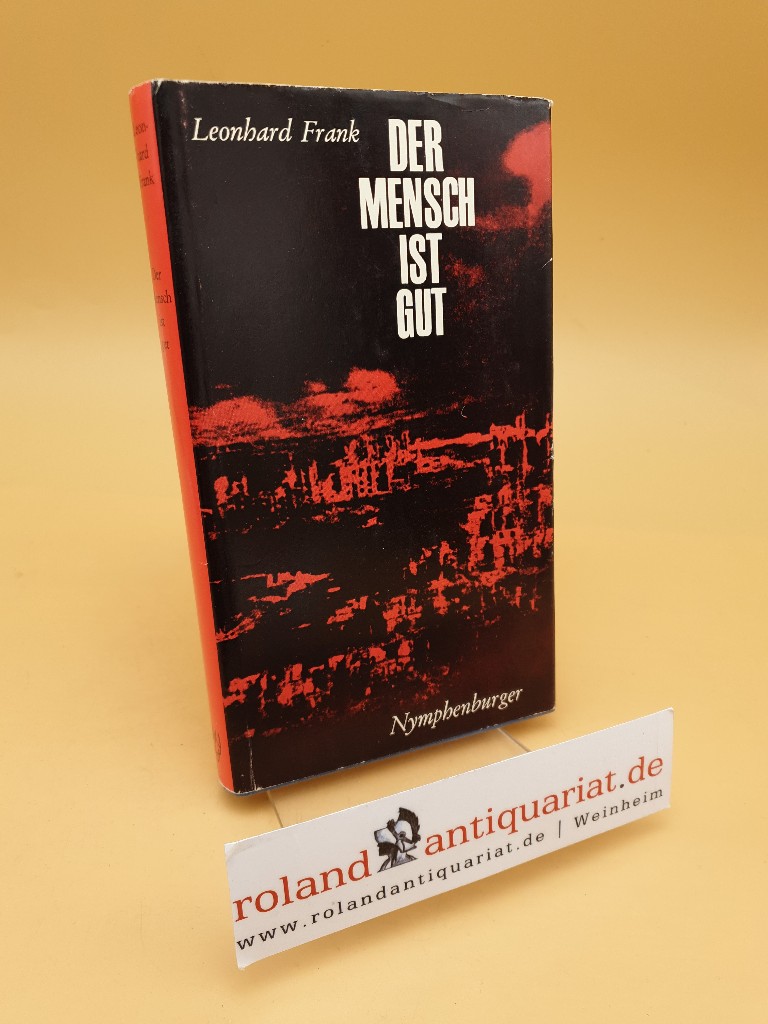 Leonhard Frank
DER
MENSCH
IST
GUT
Nymphenburger
roland antiquariat.de
www.rolandantiquariat.de | Weinheim